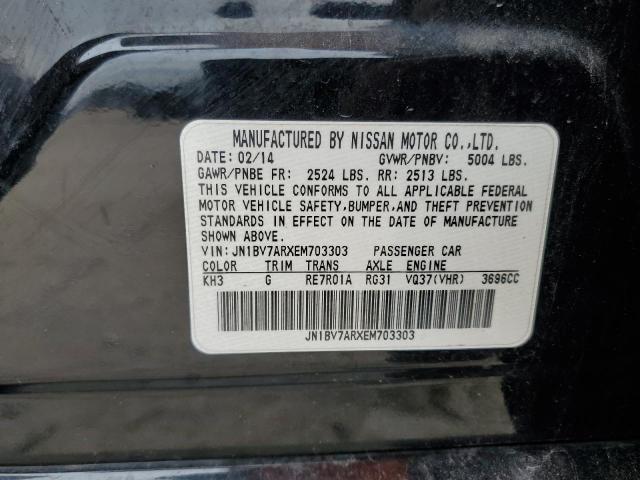 MANUFACTURED BY NISSAN MOTOR CO.,LTD.
DATE: 02/14 GVWR/PNBV: 5004 LBS.
GAWR/PNBE FR: 2524 LBS. RR: 2513 LBS.
THIS VEHICLE CONFORMS TO ALL APPLICABLE FEDERAL
MOTOR VEHICLE SAFETY,BUMPER,AND THEFT PREVENTION
STANDARDS IN EFFECT ON THE DATE OF MANUFACTURE
SHOWN ABOVE.
VIN: JN1BV7ARXEM703303 PASSENGER CAR
COLOR TRIM TRANS AXLE ENGINE
KH3 G RE7R01A RG31 VQ37(VHR) 3696CC
JN1BV7ARXEM703303